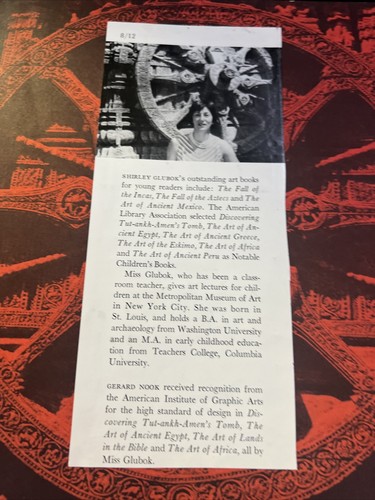 8/12
SHIRLEY GLUBOK'S outstanding art books
for young readers include: The Fall of
the Incas, The Fall of the Aztecs and The
Art of Ancient Mexico. The American
Library Association selected Discovering
Tut-ankh-Amen's Tomb, The Art of An-
cient Egypt, The Art of Ancient Greece,
The Art of the Eskimo, The Art of Africa
and The Art of Ancient Peru as Notable
Children's Books.
Miss Glubok, who has been a class-
room teacher, gives art lectures for chil-
dren at the Metropolitan Museum of Art
in New York City. She was born in
St. Louis, and holds a B.A. in art and
archaeology from Washington University
and an M.A. in early childhood educa-
tion from Teachers College, Columbia
University.
GERARD NOOK received recognition from
the American Institute of Graphic Arts
for the high standard of design in Dis-
covering Tut-ankh-Amen's Tomb, The
Art of Ancient Egypt, The Art of Lands
in the Bible and The Art of Africa, all by
Miss Glubok.